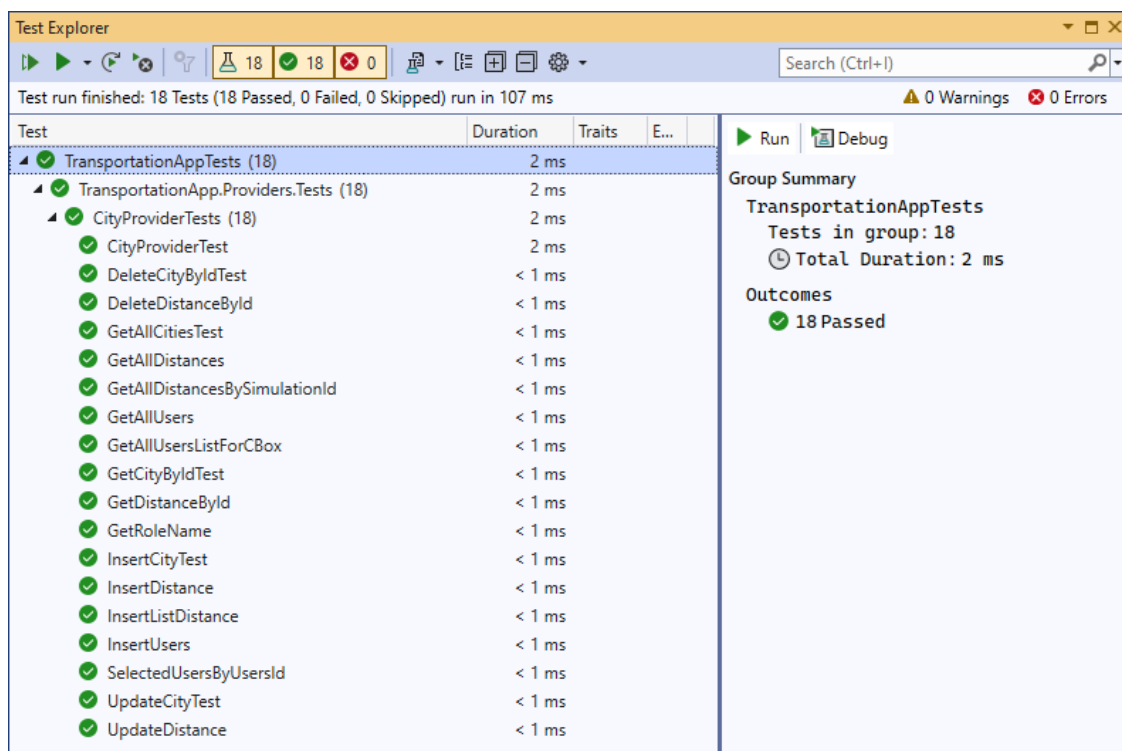 Test Explorer
18 18 0
Search (Ctrl+I)
Test run finished: 18 Tests (18 Passed, 0 Failed, 0 Skipped) run in 107 ms
0 Warnings 0 Errors
Test Duration Traits E...
TransportationAppTests (18) 2 ms
TransportationApp.Providers.Tests (18) 2 ms
CityProviderTests (18) 2 ms
CityProviderTest 2 ms
DeleteCityByIdTest < 1 ms
DeleteDistanceById < 1 ms
GetAllCitiesTest < 1 ms
GetAllDistances < 1 ms
GetAllDistancesBySimulationId < 1 ms
GetAllUsers < 1 ms
GetAllUsersListForCBox < 1 ms
GetCityByIdTest < 1 ms
GetDistanceById < 1 ms
GetRoleName < 1 ms
InsertCityTest < 1 ms
InsertDistance < 1 ms
InsertListDistance < 1 ms
InsertUsers < 1 ms
SelectedUsersByUsersId < 1 ms
UpdateCityTest < 1 ms
UpdateDistance < 1 ms
Run Debug
Group Summary
TransportationAppTests
Tests in group: 18
Total Duration: 2 ms
Outcomes
18 Passed